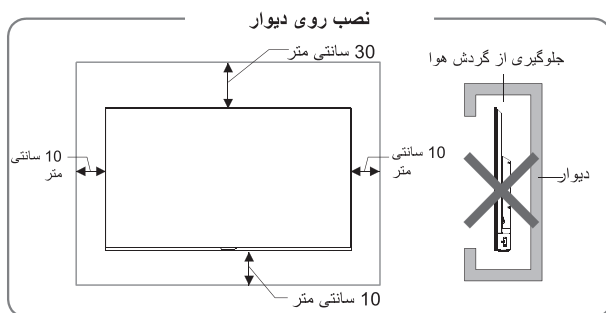 نصب روی دیوار
30 سانتی متر
جلوگیری از گردش هوا
10 سانتی
متر
10 سانتی
متر
دیوار
10 سانتی متر